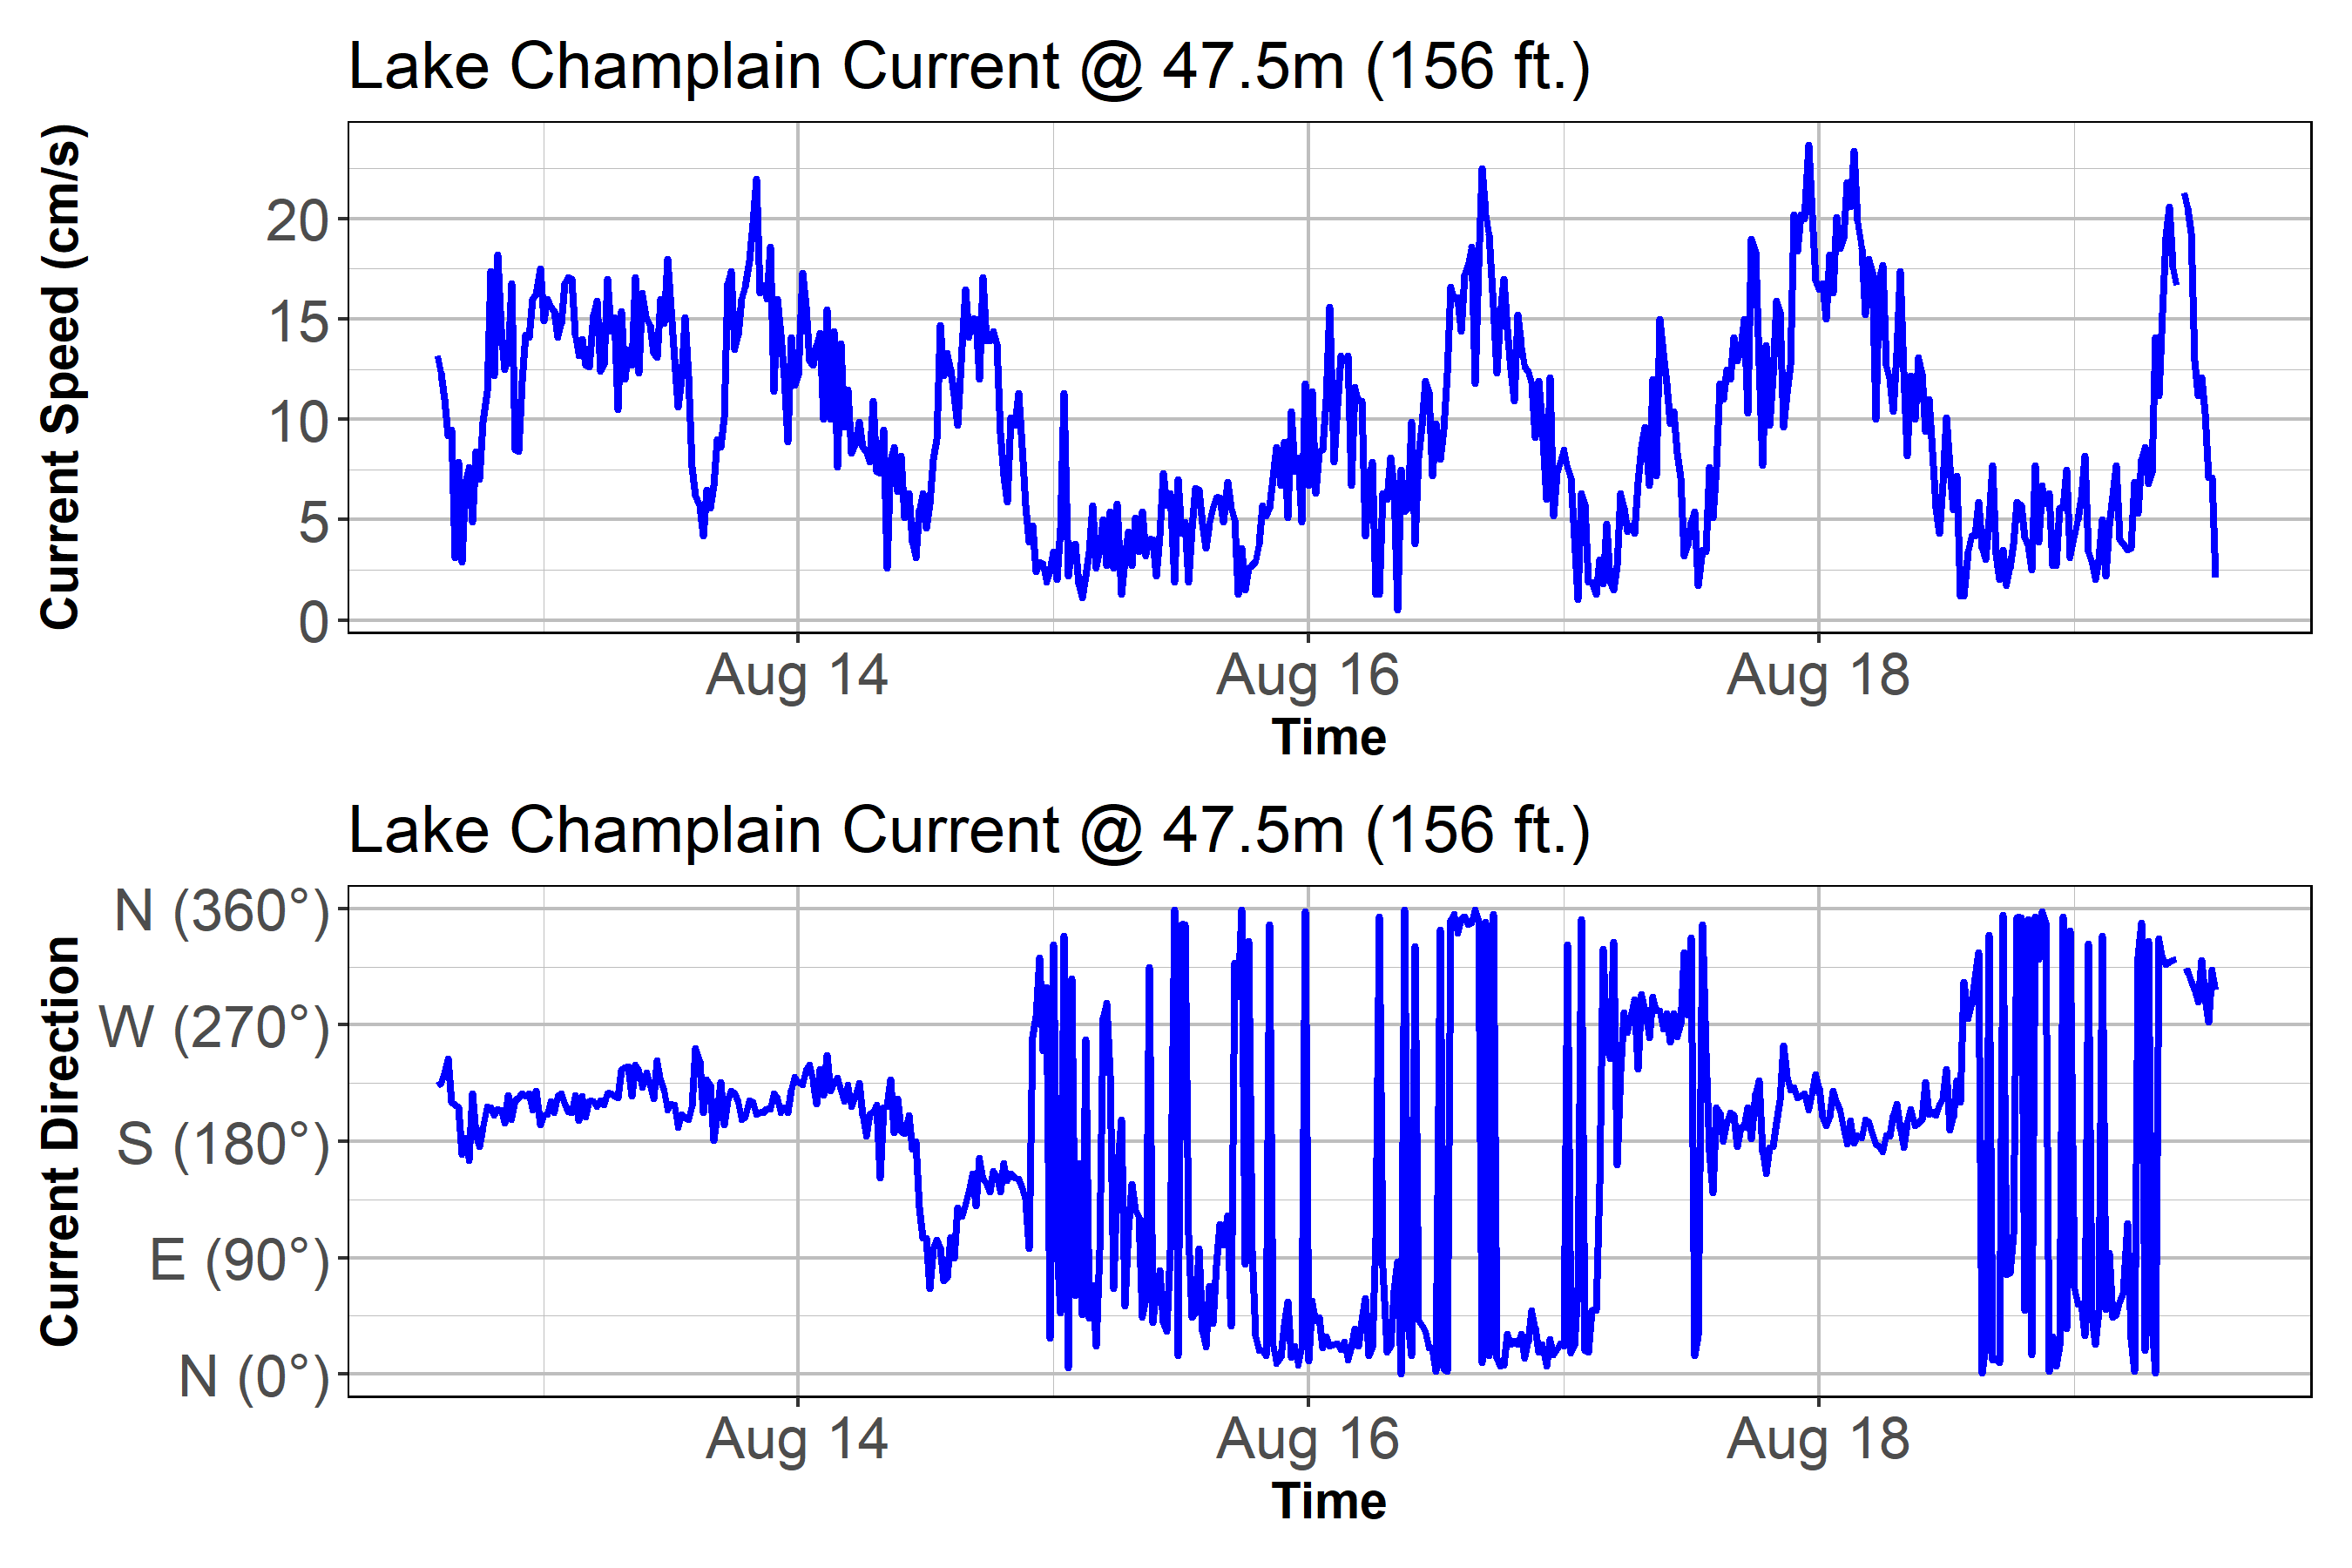 Lake Champlain Current @ 47.5m (156 ft.)
Current Speed (cm/s)
20
15
10
5
0
Aug 14 Aug 16 Aug 18
Time
Lake Champlain Current @ 47.5m (156 ft.)
Current Direction
N (360°)
W (270°)
S (180°)
E (90°)
N (0°)
Aug 14 Aug 16 Aug 18
Time